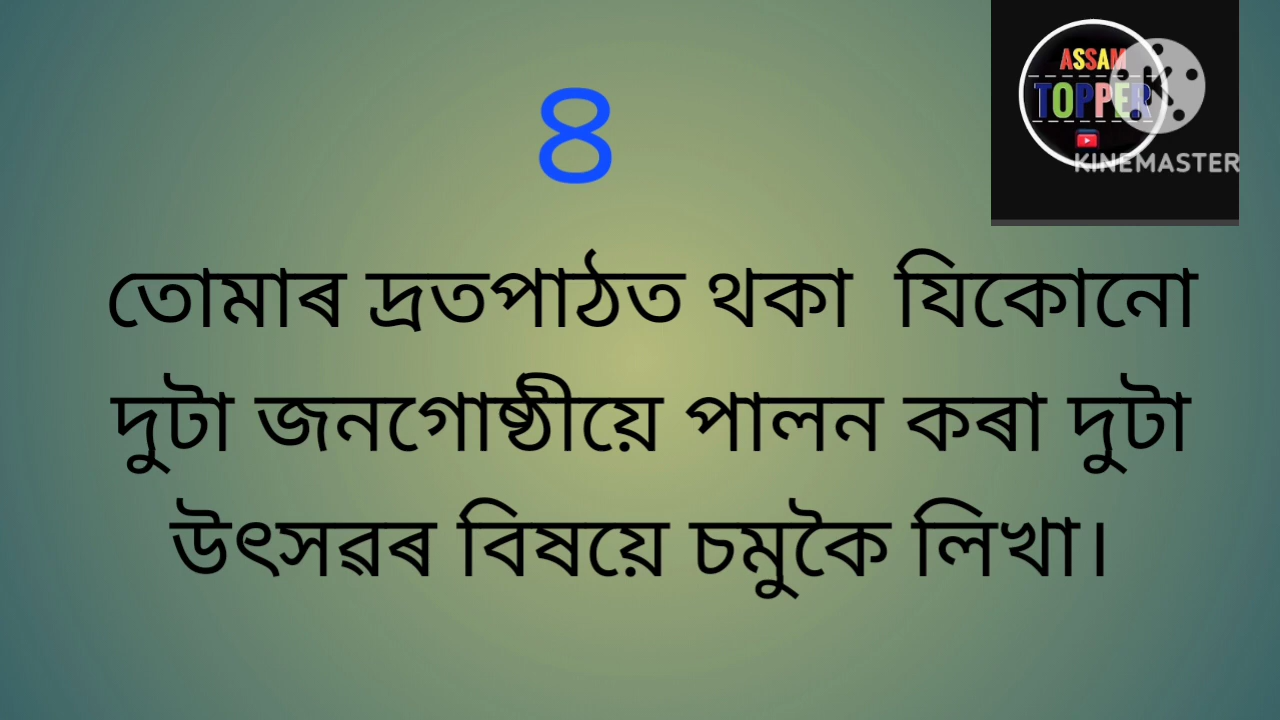 ASSAM
TOPPER
KINEMASTER
৪
তোমাৰ দ্ৰতপাঠত থকা যিকোনো
দুটা জনগোষ্ঠীয়ে পালন কৰা দুটা
উৎসৱৰ বিষয়ে চমুকৈ লিখা।